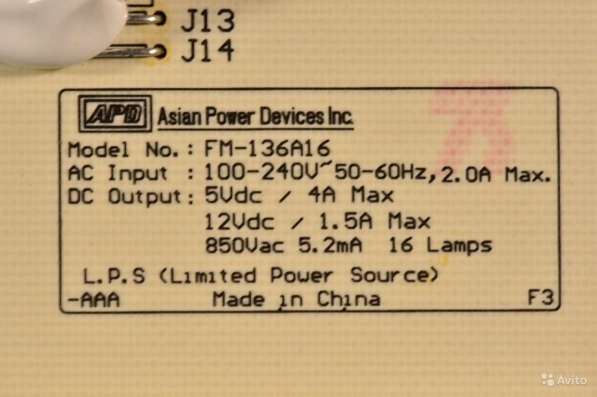 J13
J14
APD Asian Power Devices Inc.
Model No.: FM-136A16
AC Input : 100-240V~50-60Hz, 2.0A Max.
DC Output: 5Vdc / 4A Max
12Vdc / 1.5A Max
850Vac 5.2mA 16 Lamps
L.P.S (Limited Power Source)
-AAA Made in China F3
Avito